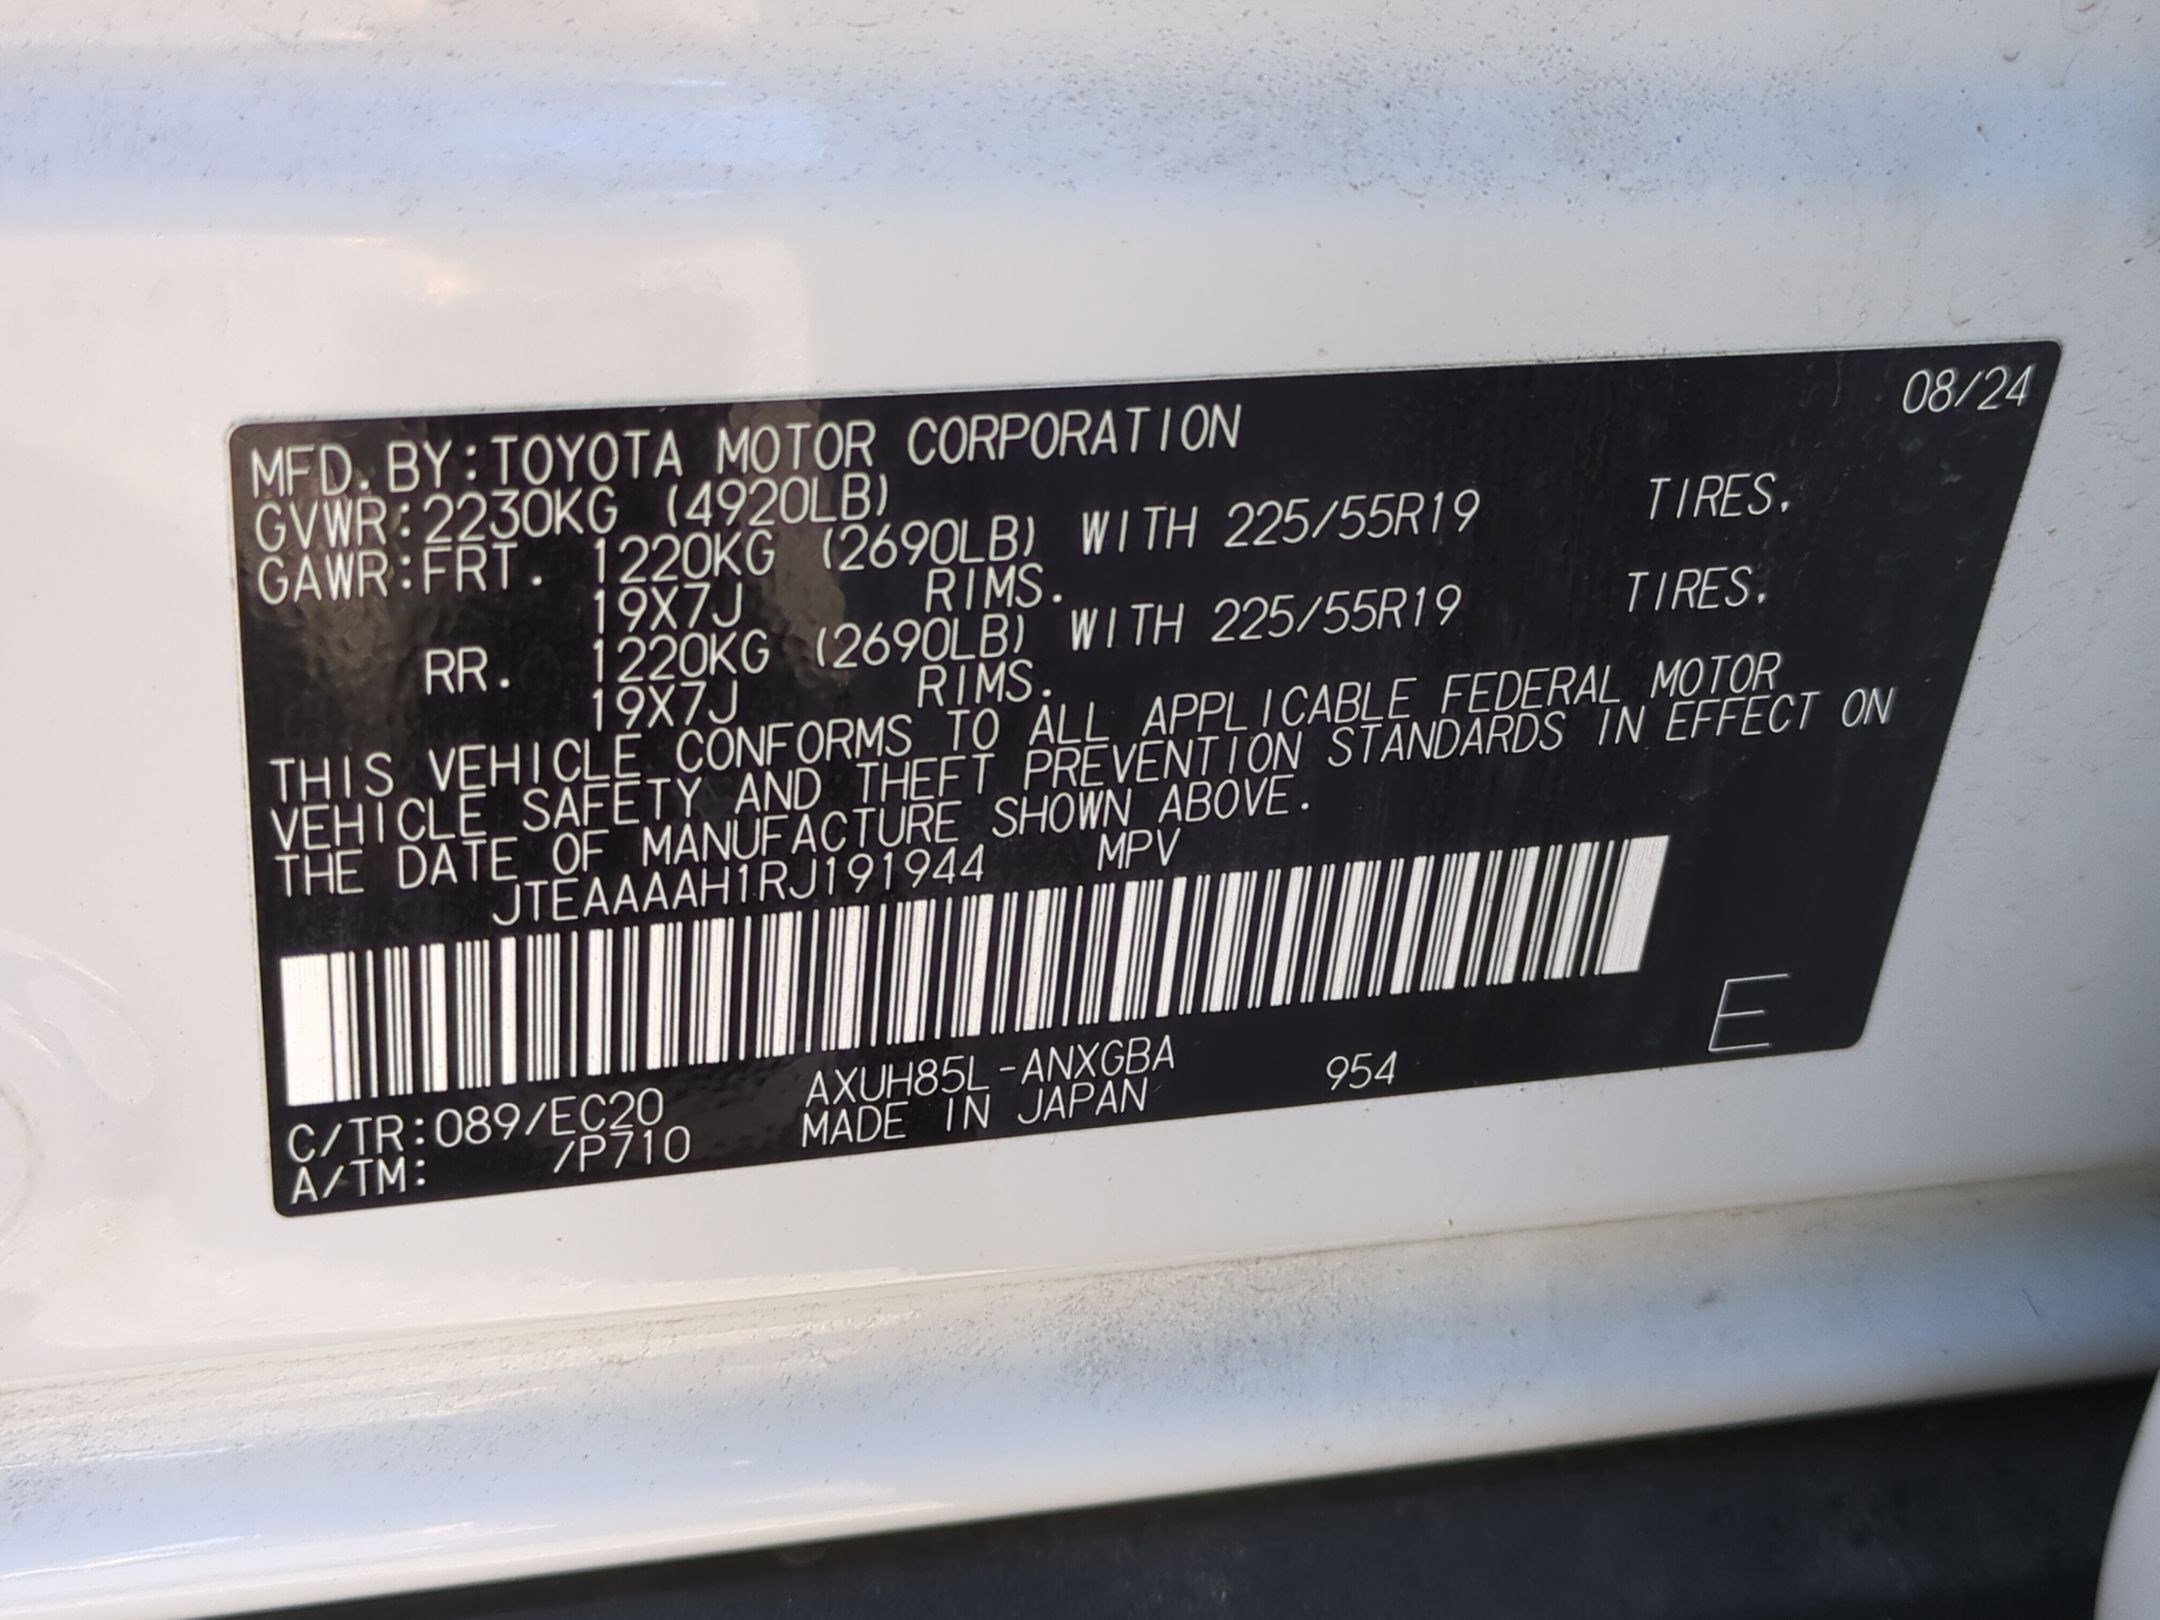 08/24
MFD. BY:TOYOTA MOTOR CORPORATION
GVWR:2230KG (4920LB)
GAWR:FRT. 1220KG (2690LB) WITH 225/55R19 TIRES.
19X7J RIMS.
RR. 1220KG (2690LB) WITH 225/55R19 TIRES.
19X7J RIMS.
THIS VEHICLE CONFORMS TO ALL APPLICABLE FEDERAL MOTOR
VEHICLE SAFETY AND THEFT PREVENTION STANDARDS IN EFFECT ON
THE DATE OF MANUFACTURE SHOWN ABOVE.
JTEAAAAH1RJ191944 MPV
E
C/TR:089/EC20 AXUH85L-ANXGBA 954
A/TM: /P710 MADE IN JAPAN